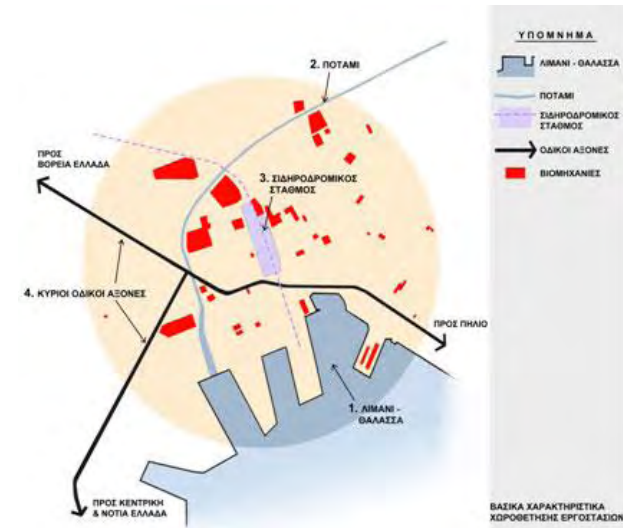 2. ΠΟΤΑΜΙ
ΠΡΟΣ
ΒΟΡΕΙΑ ΕΛΛΑΔΑ
3. ΣΙΔΗΡΟΔΡΟΜΙΚΟΣ
ΣΤΑΘΜΟΣ
4. ΚΥΡΙΟΙ ΟΔΙΚΟΙ ΑΞΟΝΕΣ
ΠΡΟΣ ΠΗΛΙΟ
1. ΛΙΜΑΝΙ -
ΘΑΛΑΣΣΑ
ΠΡΟΣ ΚΕΝΤΡΙΚΗ
& ΝΟΤΙΑ ΕΛΛΑΔΑ
ΥΠΟΜΝΗΜΑ
ΛΙΜΑΝΙ - ΘΑΛΑΣΣΑ
ΠΟΤΑΜΙ
ΣΙΔΗΡΟΔΡΟΜΙΚΟΣ
ΣΤΑΘΜΟΣ
ΟΔΙΚΟΙ ΑΞΟΝΕΣ
ΒΙΟΜΗΧΑΝΙΕΣ
ΒΑΣΙΚΑ ΧΑΡΑΚΤΗΡΙΣΤΙΚΑ
ΧΩΡΟΘΕΤΗΣΗΣ ΕΡΓΟΣΤΑΣΙΩΝ